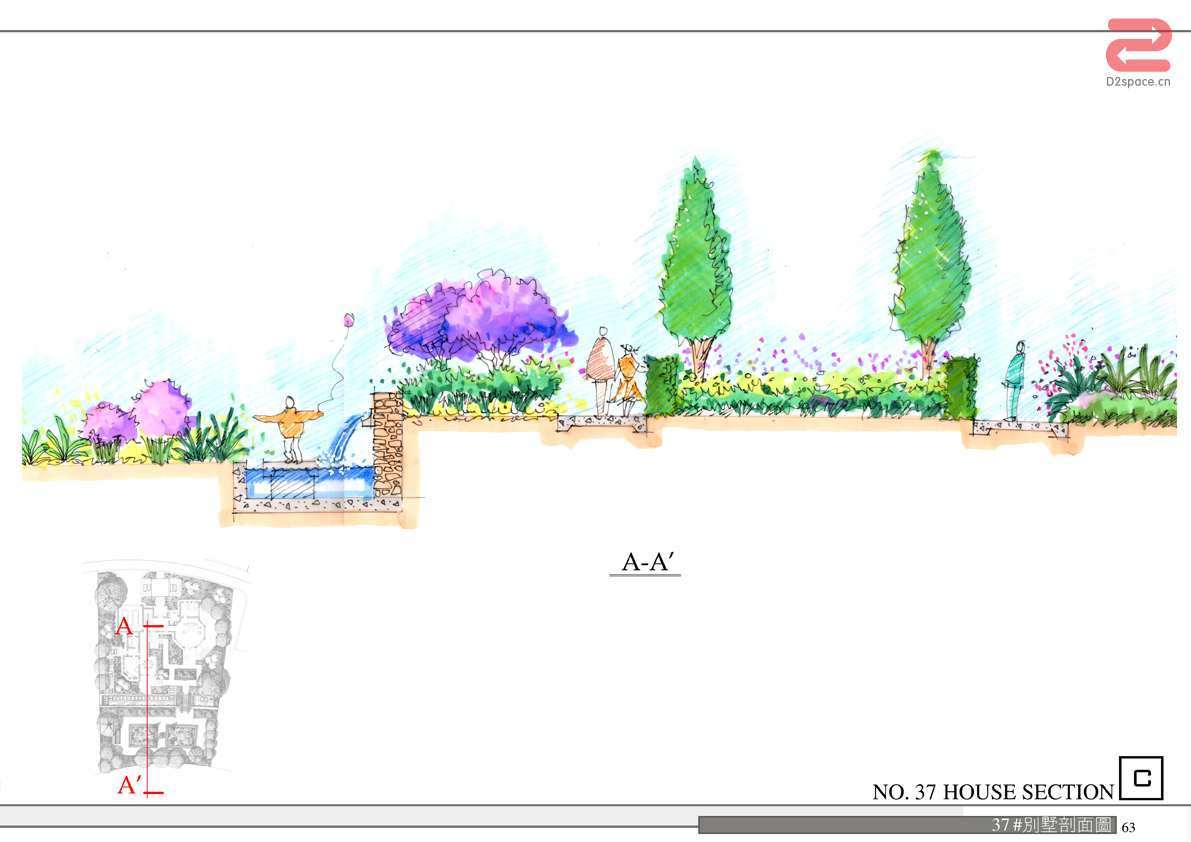 D2space.cn
A-A′
A
A′
NO. 37 HOUSE SECTION
C
37#別墅剖面圖
63